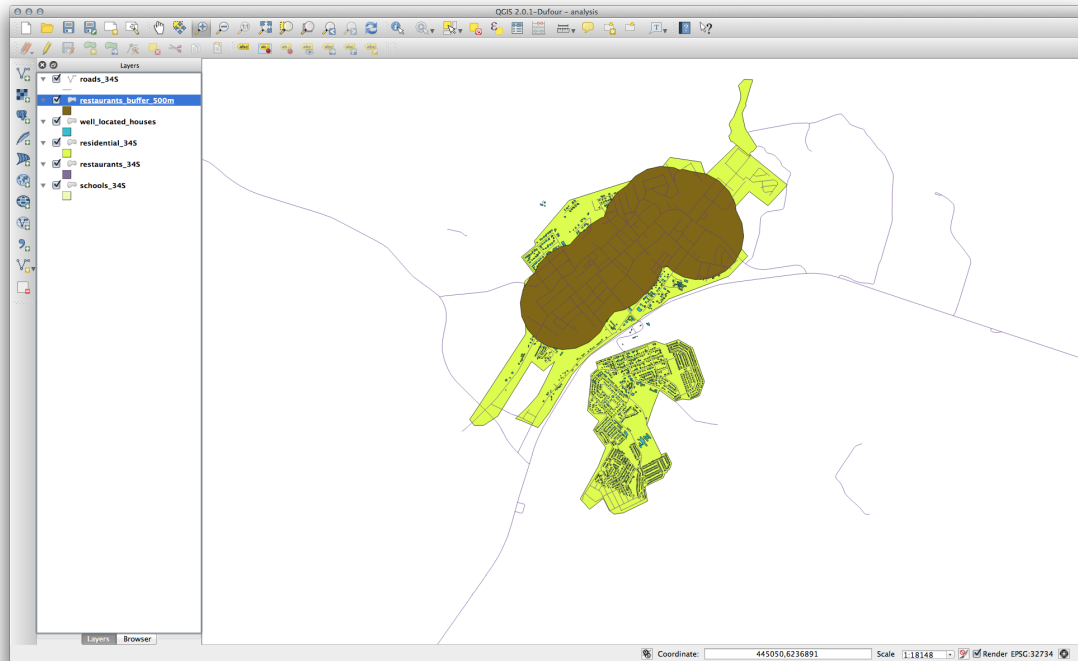 QGIS 2.0.1-Dufour - analysis
Layers
roads_34S
restaurants_buffer_500m
well_located_houses
residential_34S
restaurants_34S
schools_34S
Layers
Browser
Coordinate:
445050,6236891
Scale
1:18148
Render
EPSG:32734